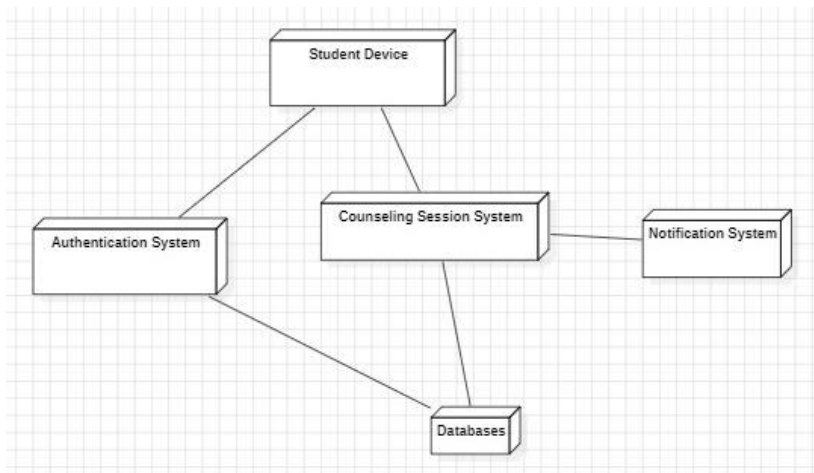 Student Device
Counseling Session System
Notification System
Authentication System
Databases